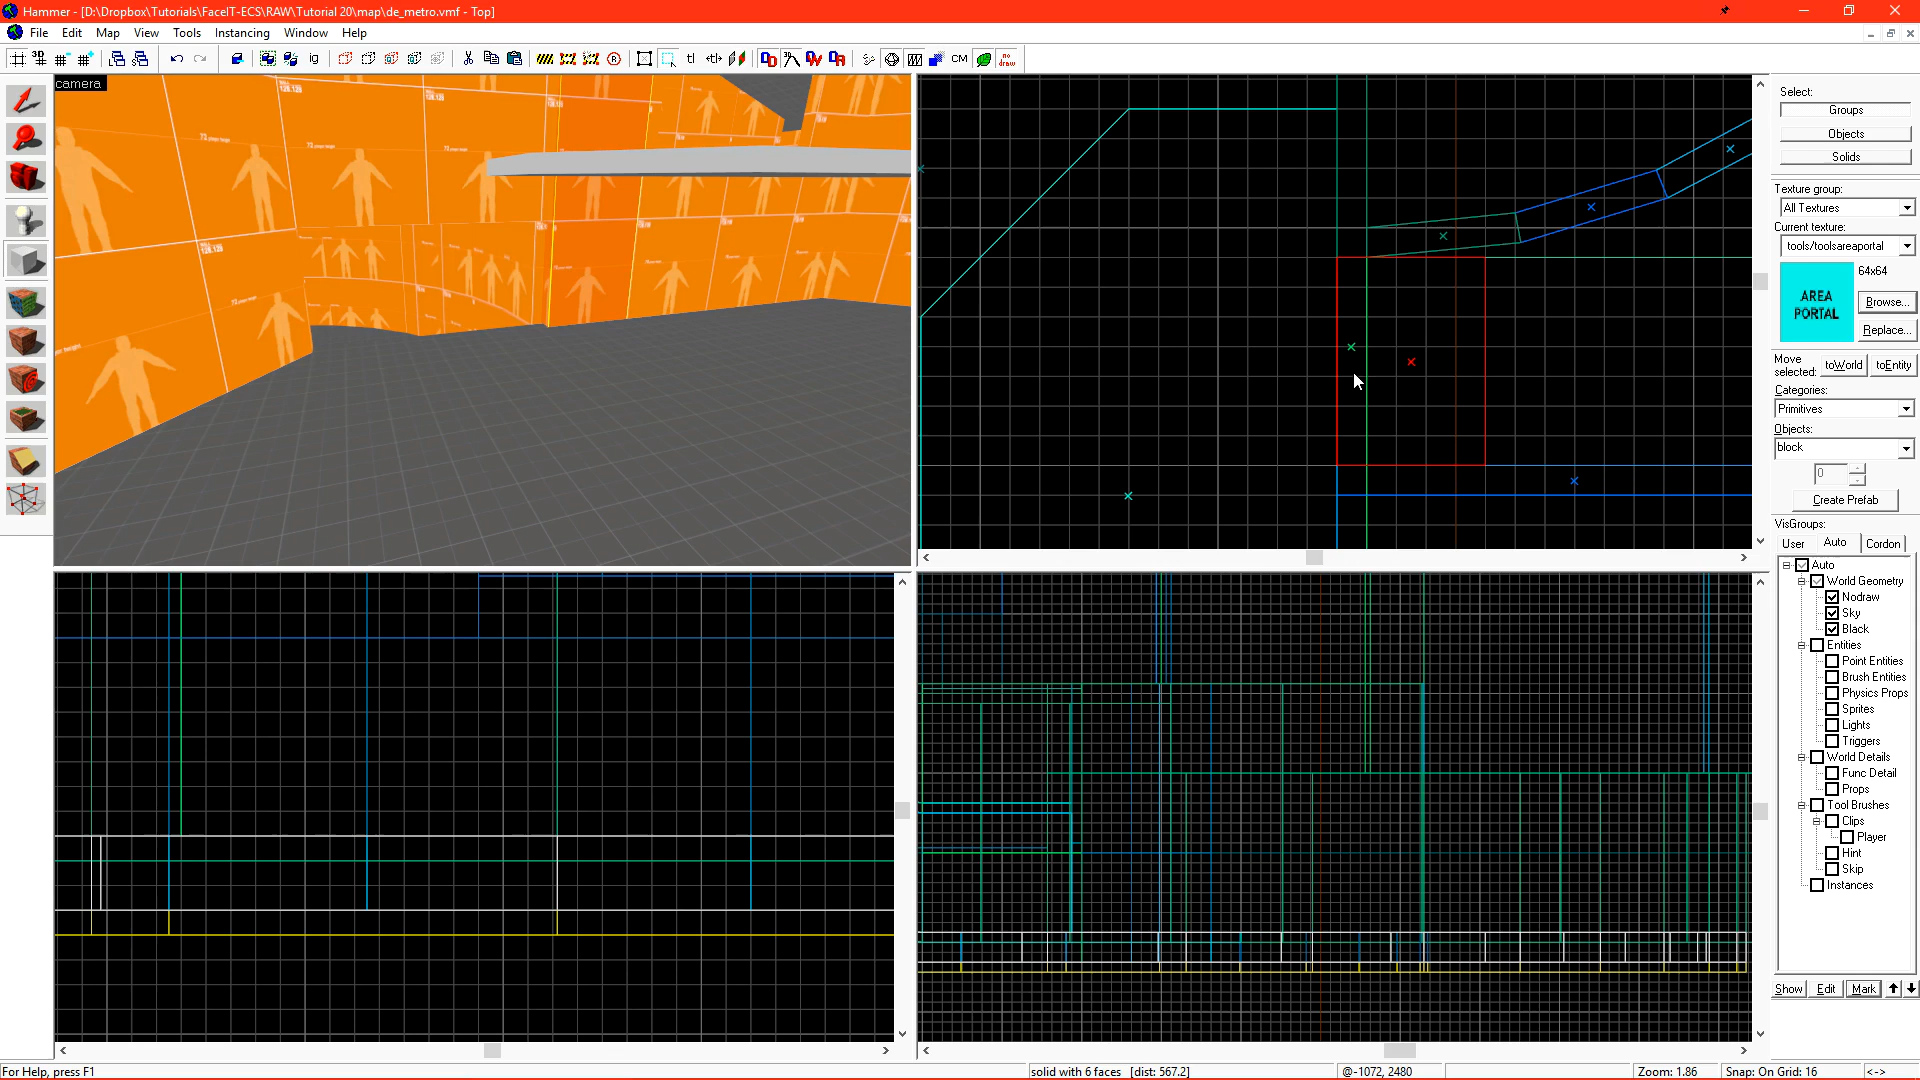 Hammer - [D:\Dropbox\Tutorials\FaceIT-ECS\RAW\Tutorial 20\map\de_metro.vmf - Top]
File Edit Map View Tools Instancing Window Help
camera
Select:
Groups
Objects
Solids
Texture group:
All Textures
Current texture:
tools/toolsareaportal
64x64
AREA
PORTAL
Browse...
Replace...
Move
selected:
toWorld
toEntity
Categories:
Primitives
Objects:
block
0
Create Prefab
VisGroups:
User Auto Cordon
Auto
World Geometry
Nodraw
Sky
Black
Entities
Point Entities
Brush Entities
Physics Props
Sprites
Lights
Triggers
World Details
Func Detail
Props
Tool Brushes
Clips
Player
Hint
Skip
Instances
Show Edit Mark
For Help, press F1
solid with 6 faces [dist: 567.2]
@-1072, 2480
Zoom: 1.86
Snap: On Grid: 16
<->